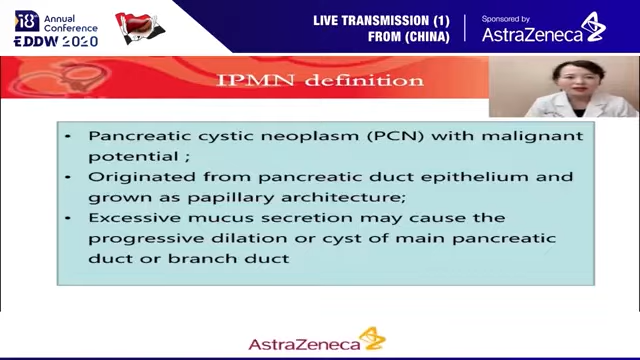 18
Annual
Conference
EDDW 2020
LIVE TRANSMISSION (1)
FROM (CHINA)
Sponsored by
AstraZeneca
IPMN definition
• Pancreatic cystic neoplasm (PCN) with malignant
potential ;
• Originated from pancreatic duct epithelium and
grown as papillary architecture;
• Excessive mucus secretion may cause the
progressive dilation or cyst of main pancreatic
duct or branch duct
AstraZeneca